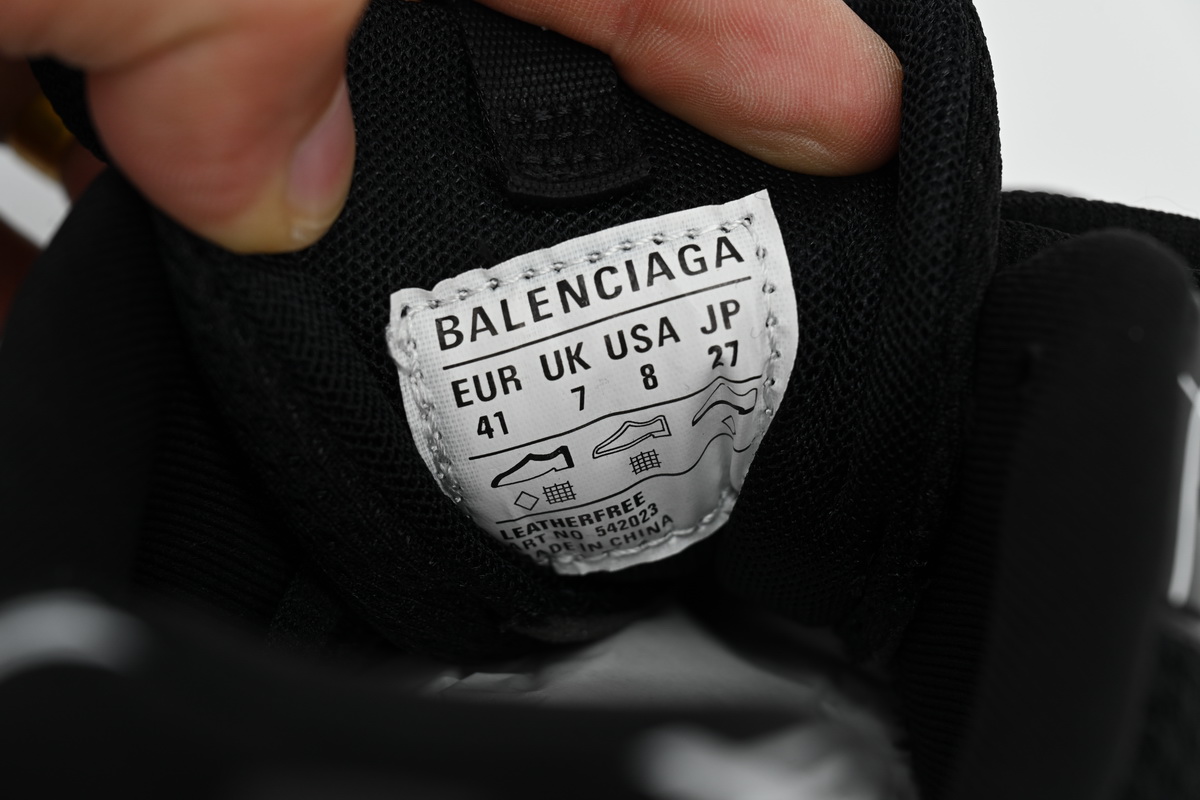 BALENCIAGA
EUR UK USA JP
41 7 8 27
LEATHERFREE
ART NO 542023
MADE IN CHINA